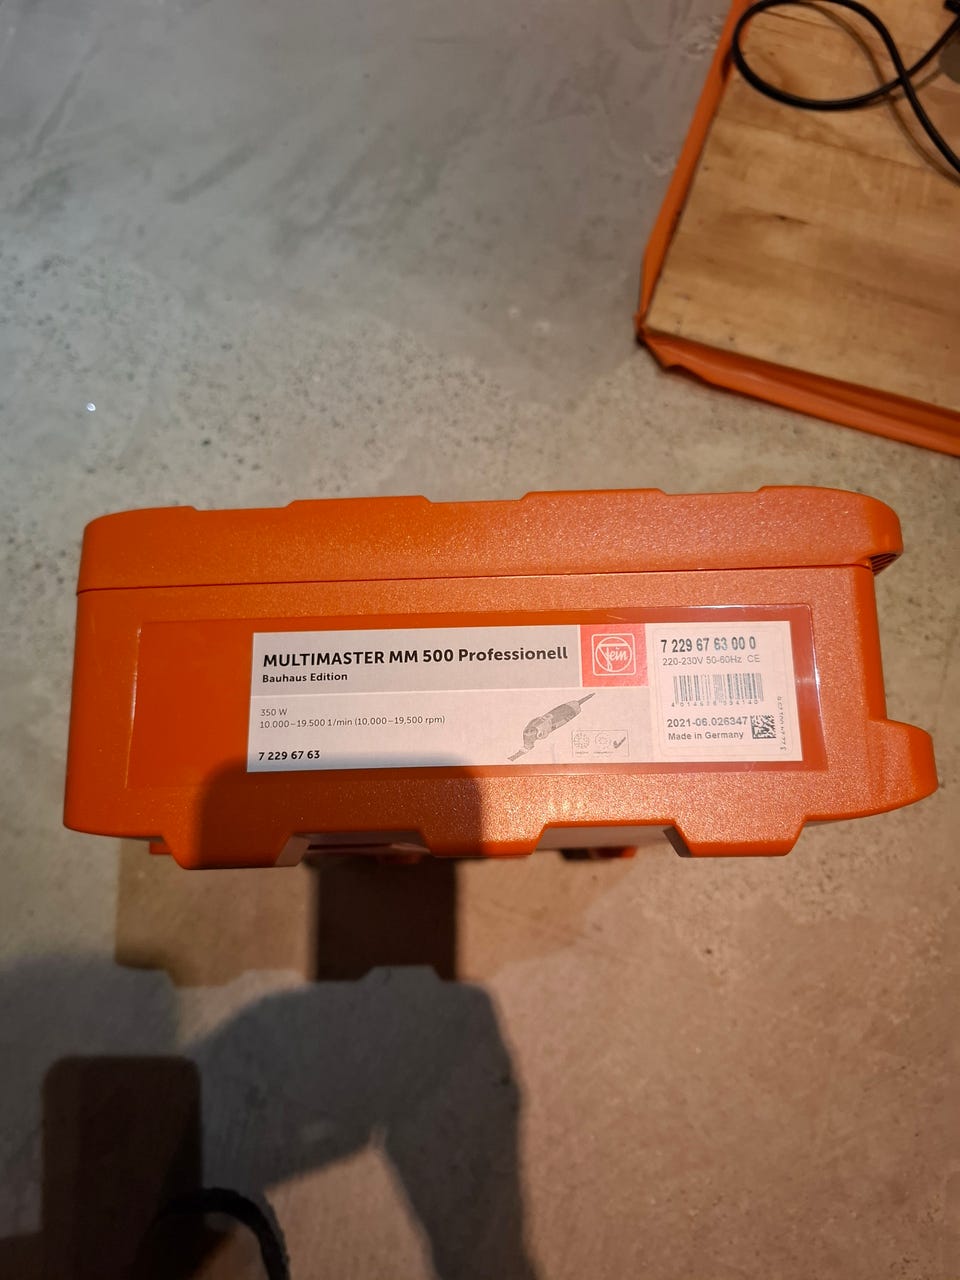 MULTIMASTER MM 500 Professionell
Bauhaus Edition
350 W
10.000–19,500 1/min (10,000–19,500 rpm)
7 229 67 63
Fein
7 229 67 63 00 0
220-230V 50-60Hz CE
2021-06.026347
Made in Germany